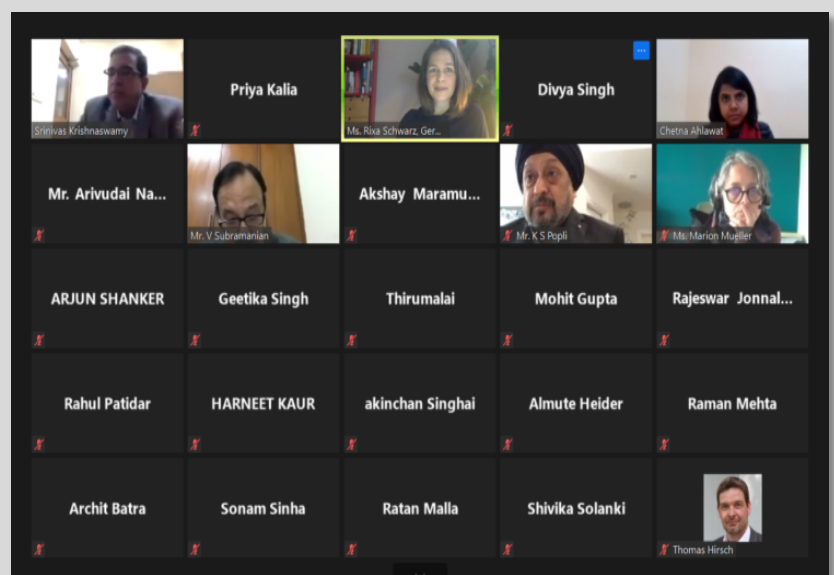 Srinivas Krishnaswamy
Priya Kalia
Ms. Rixa Schwarz, Ger...
Divya Singh
Chetna Ahlawat
Mr. Arivudai Na...
Mr. V Subramanian
Akshay Maramu...
Mr. K S Popli
Ms. Marion Mueller
ARJUN SHANKER
Geetika Singh
Thirumalai
Mohit Gupta
Rajeswar Jonnal...
Rahul Patidar
HARNEET KAUR
akinchan Singhai
Almute Heider
Raman Mehta
Archit Batra
Sonam Sinha
Ratan Malla
Shivika Solanki
Thomas Hirsch